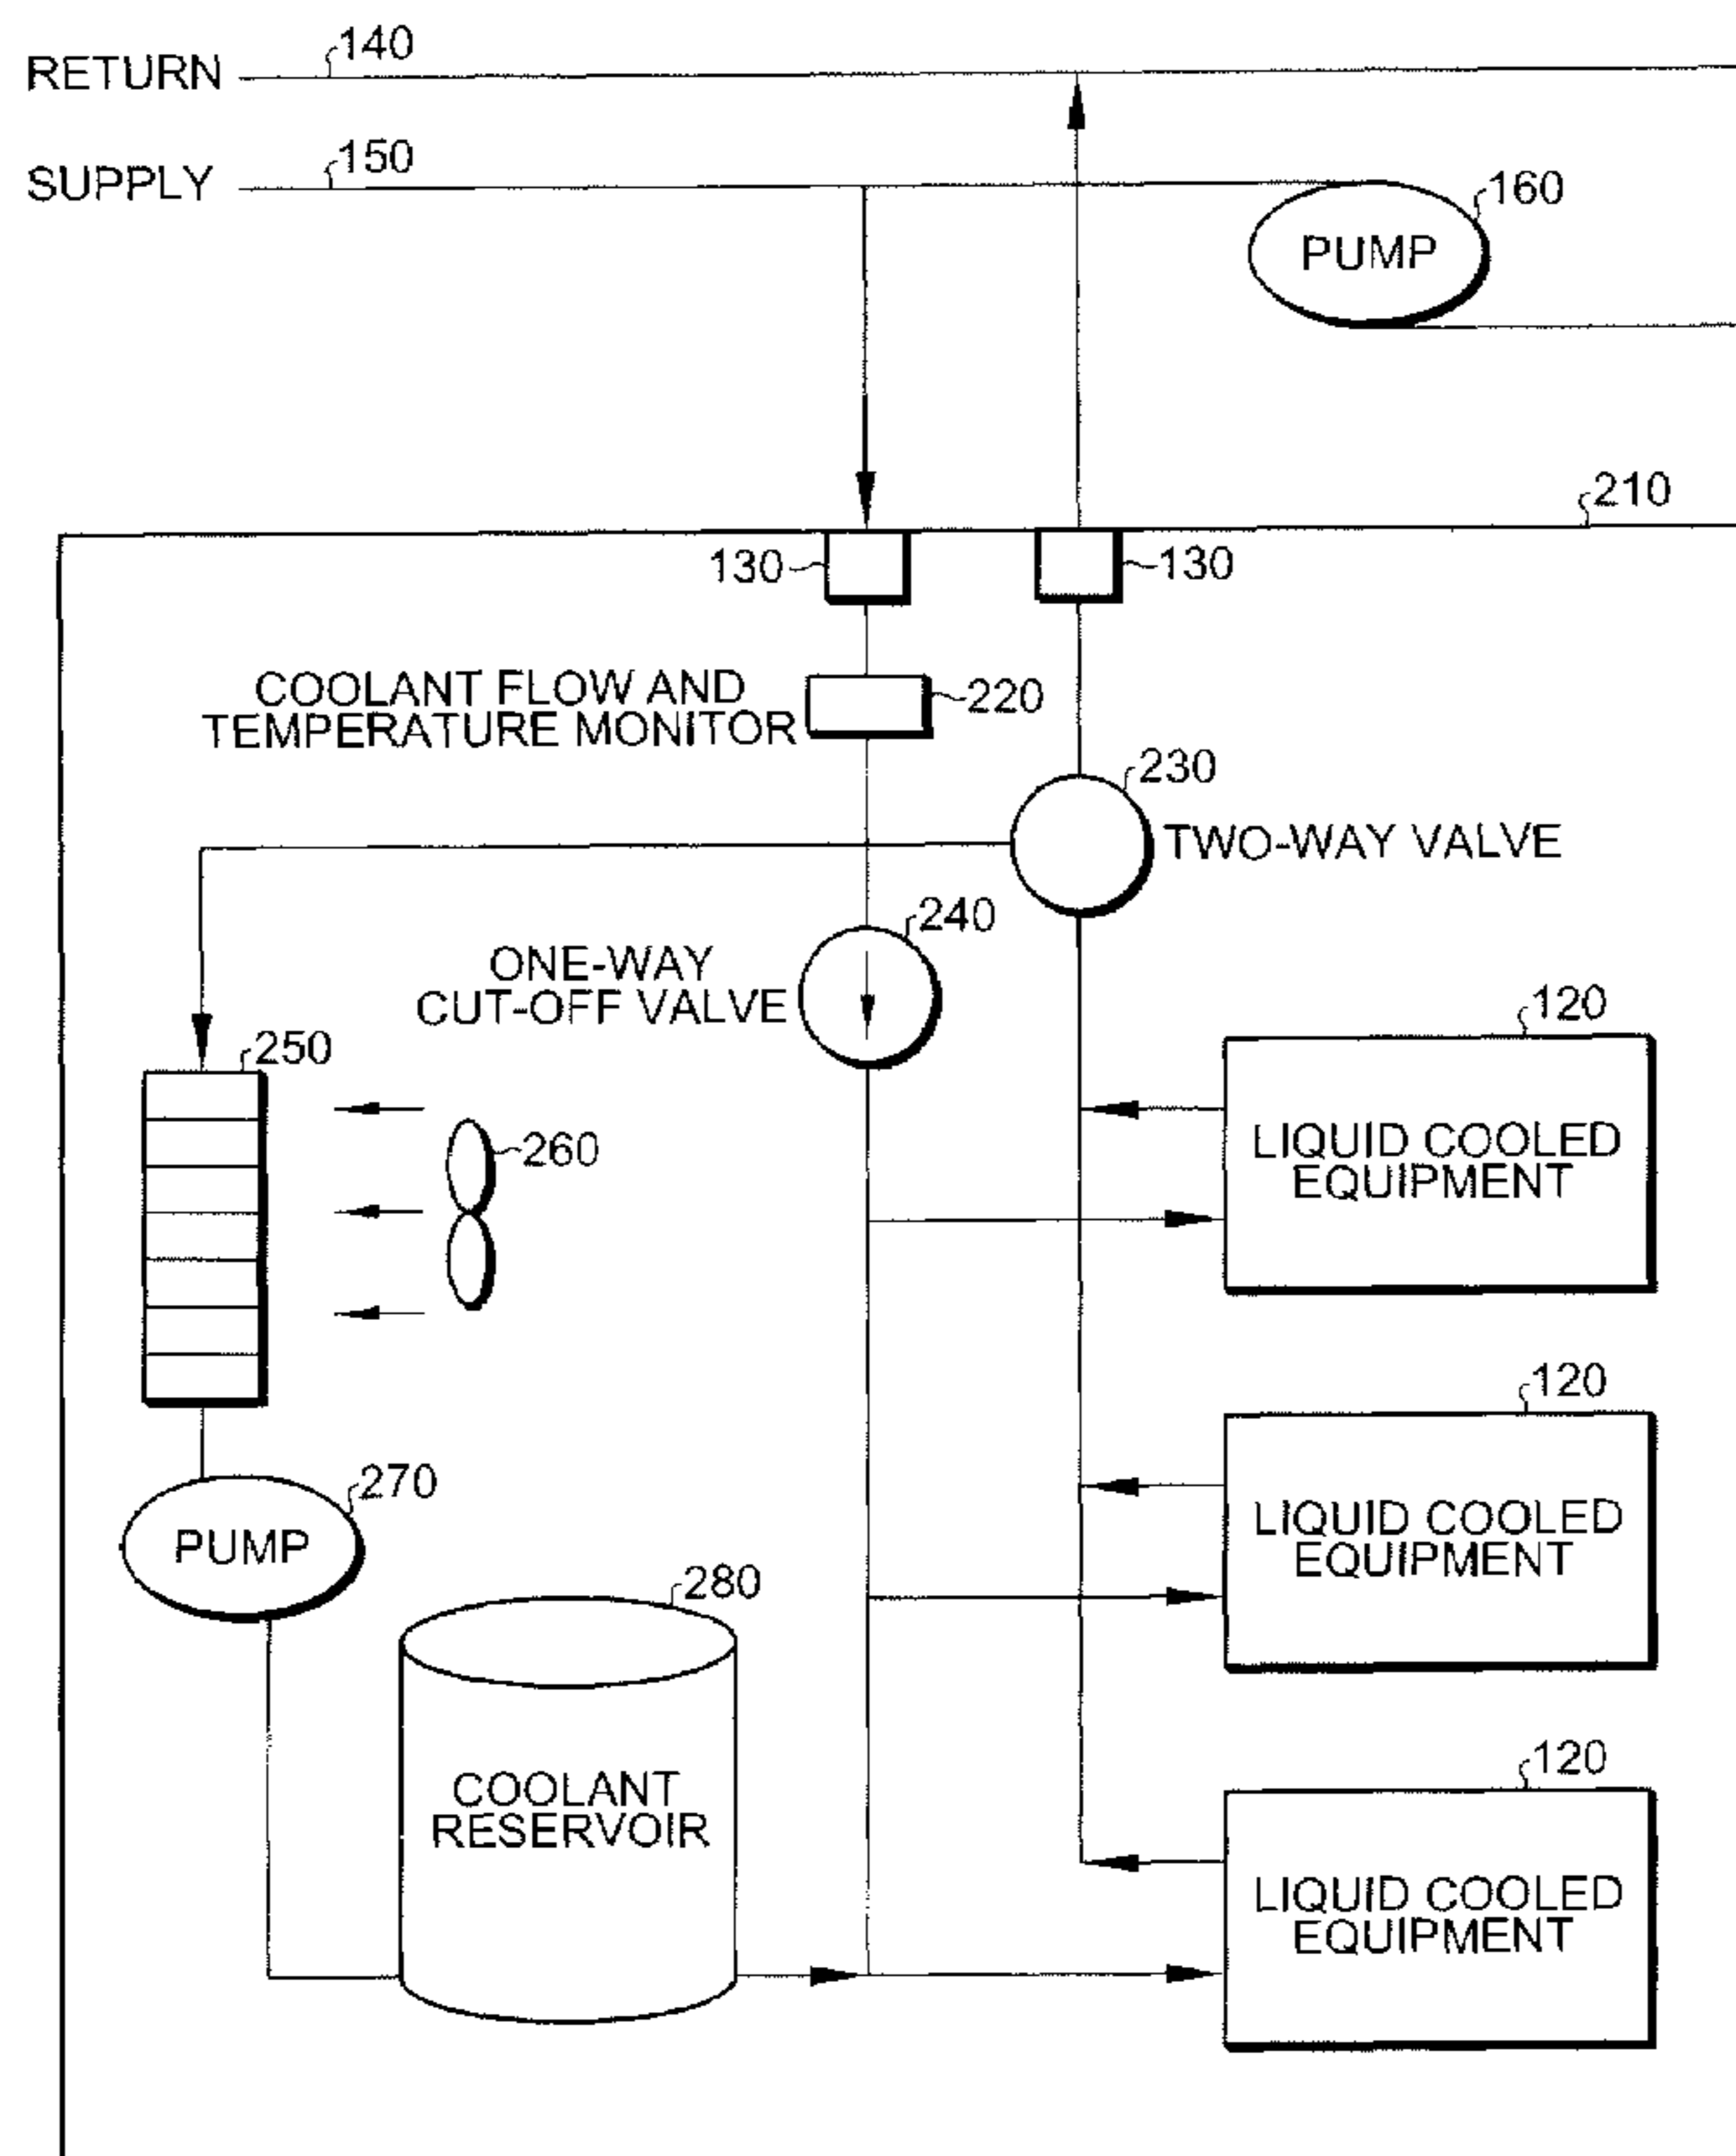 140
RETURN
150
SUPPLY
160
PUMP
210
130
130
COOLANT FLOW AND
TEMPERATURE MONITOR
220
230
TWO-WAY VALVE
240
ONE-WAY
CUT-OFF VALVE
250
260
120
LIQUID COOLED
EQUIPMENT
120
LIQUID COOLED
EQUIPMENT
270
PUMP
280
COOLANT
RESERVOIR
120
LIQUID COOLED
EQUIPMENT